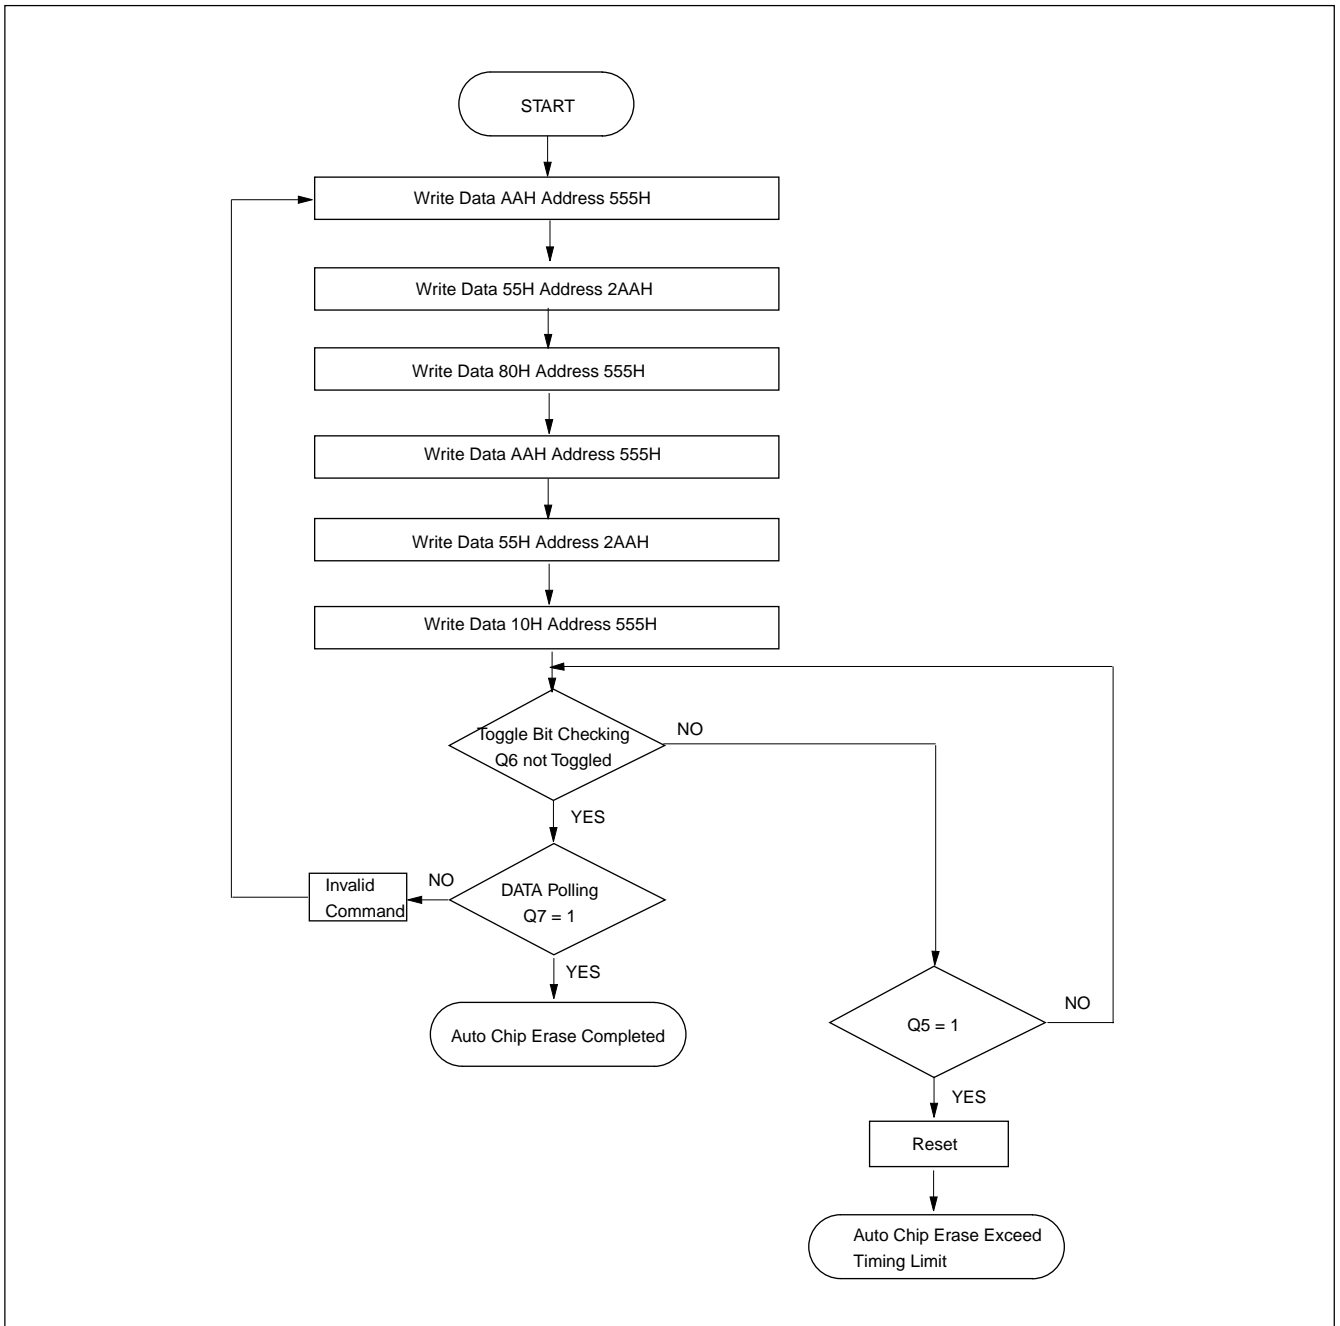 START
Write Data AAH Address 555H
Write Data 55H Address 2AAH
Write Data 80H Address 555H
Write Data AAH Address 555H
Write Data 55H Address 2AAH
Write Data 10H Address 555H
Toggle Bit Checking
Q6 not Toggled
NO
YES
DATA Polling
Q7 = 1
NO
Invalid
Command
YES
Auto Chip Erase Completed
Q5 = 1
NO
YES
Reset
Auto Chip Erase Exceed
Timing Limit